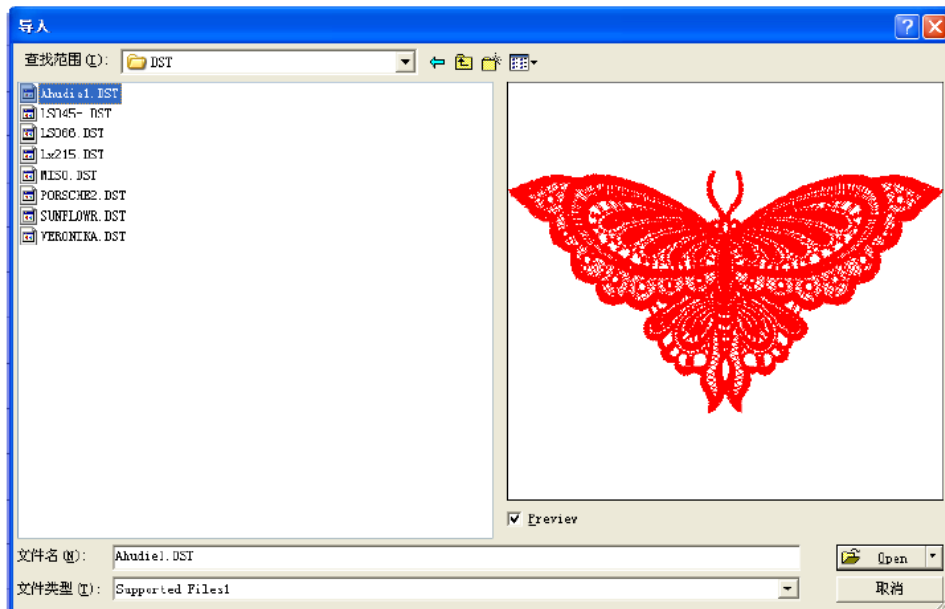 导入
查找范围(I): DST
Ahudie1.DST
LS045-.DST
LS066.DST
Lx215.DST
MISO.DST
PORSCHE2.DST
SUNFLOWR.DST
VERONIKA.DST
Preview
文件名(N): Ahudie1.DST
Open
文件类型(T): Supported Files1
取消